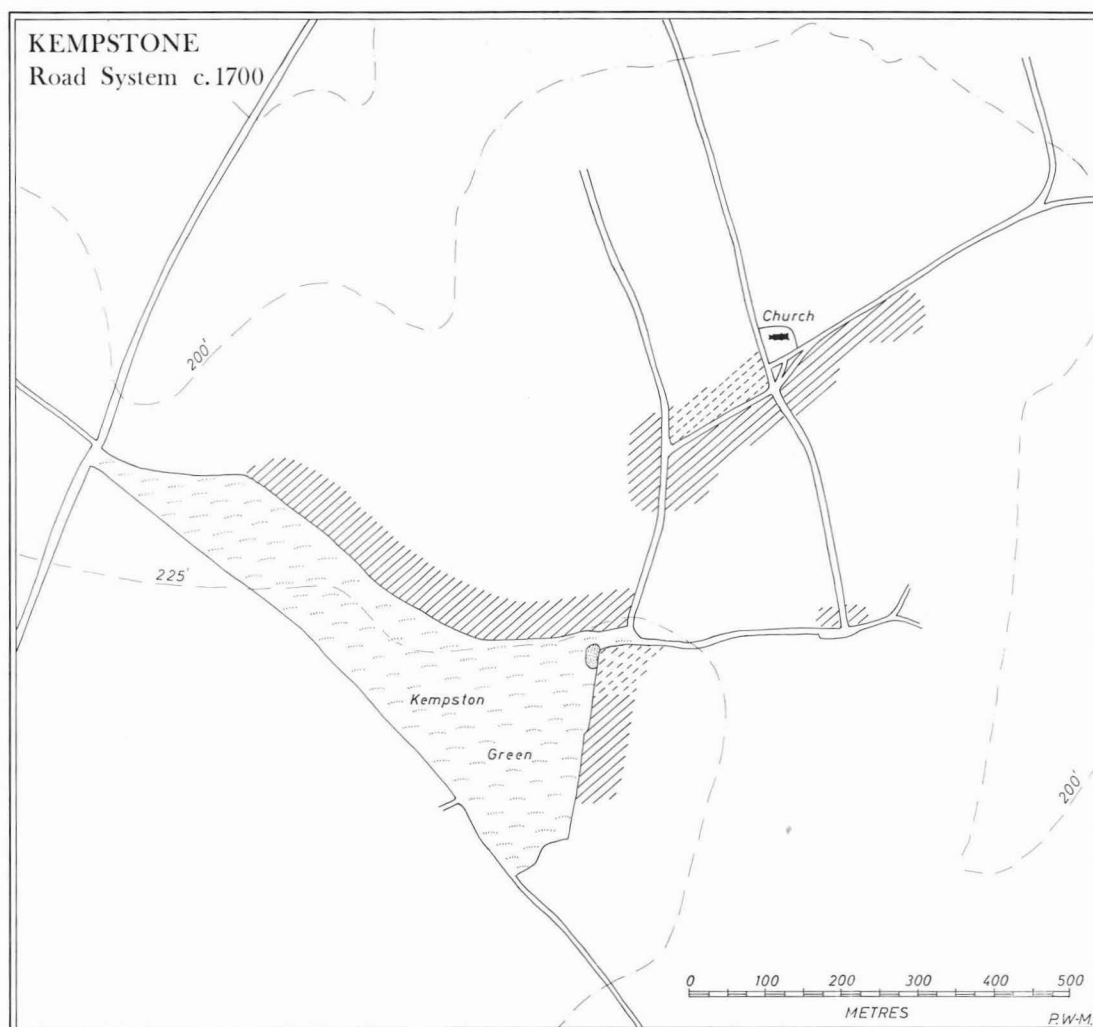 KEMPSTONE
Road System c.1700
Church
200'
225'
Kempston
Green
200'
0 100 200 300 400 500
METRES
P.W-M.